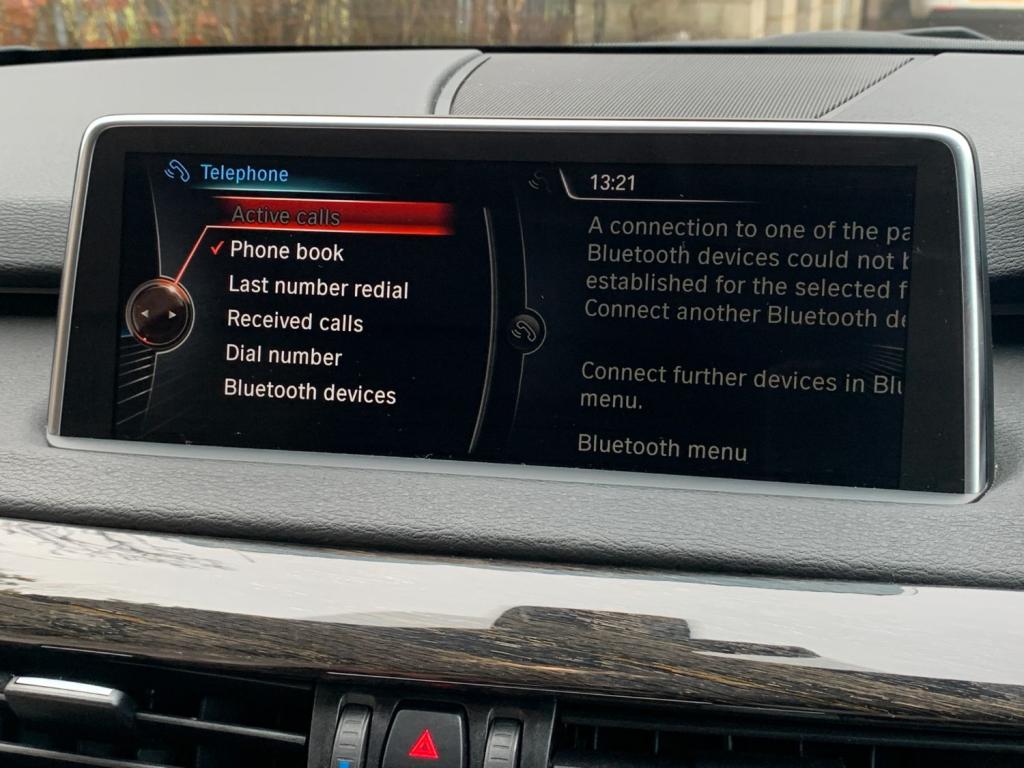 Telephone
Active calls
Phone book
Last number redial
Received calls
Dial number
Bluetooth devices
13:21
A connection to one of the pa
Bluetooth devices could not
established for the selected f
Connect another Bluetooth de
Connect further devices in Blu
menu.
Bluetooth menu